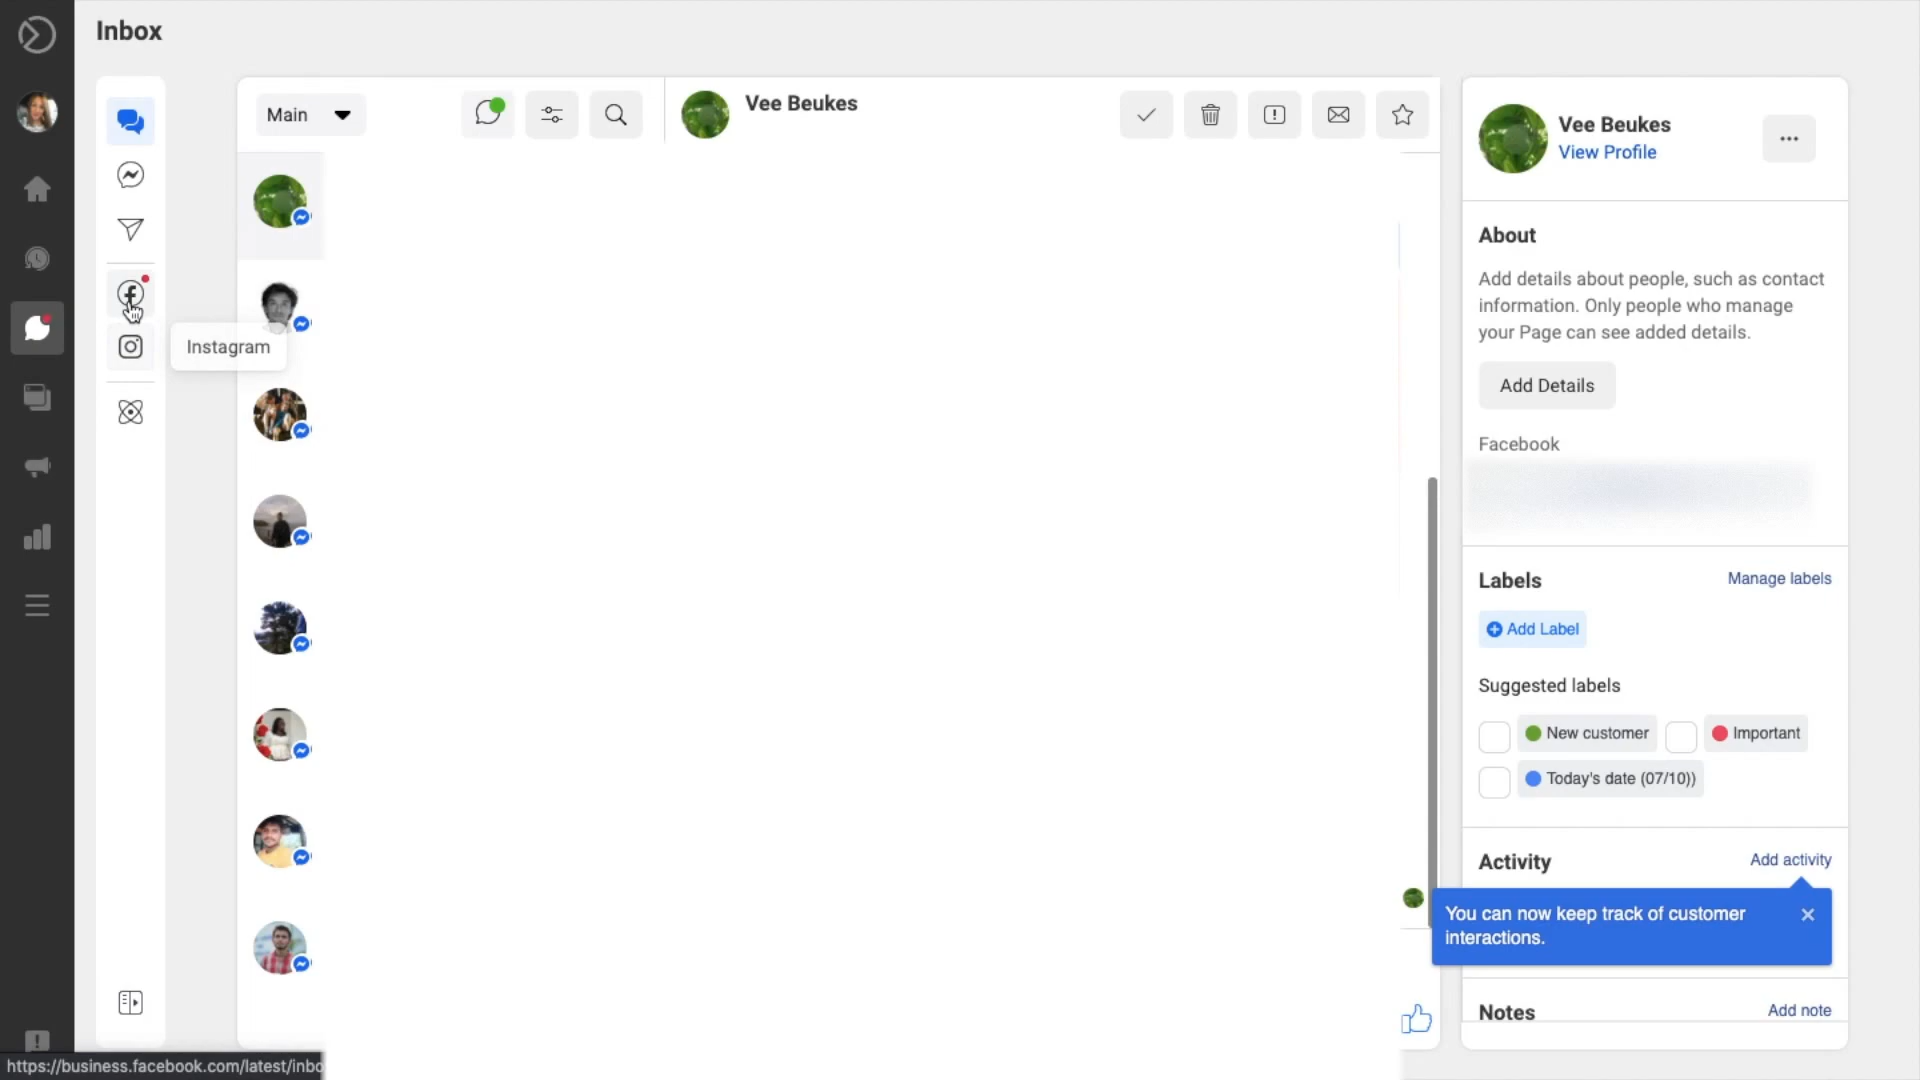 Inbox
Main
Vee Beukes
Instagram
Vee Beukes
View Profile
About
Add details about people, such as contact
information. Only people who manage
your Page can see added details.
Add Details
Facebook
Labels
Manage labels
Add Label
Suggested labels
New customer
Important
Today's date (07/10))
Activity
Add activity
You can now keep track of customer
interactions.
Notes
Add note
https://business.facebook.com/latest/inbo